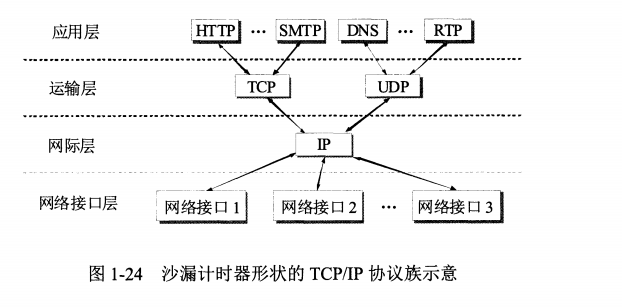 应用层 HTTP … SMTP DNS … RTP
运输层 TCP UDP
网际层 IP
网络接口层 网络接口 1 网络接口 2 … 网络接口 3
图 1-24 沙漏计时器形状的 TCP/IP 协议族示意